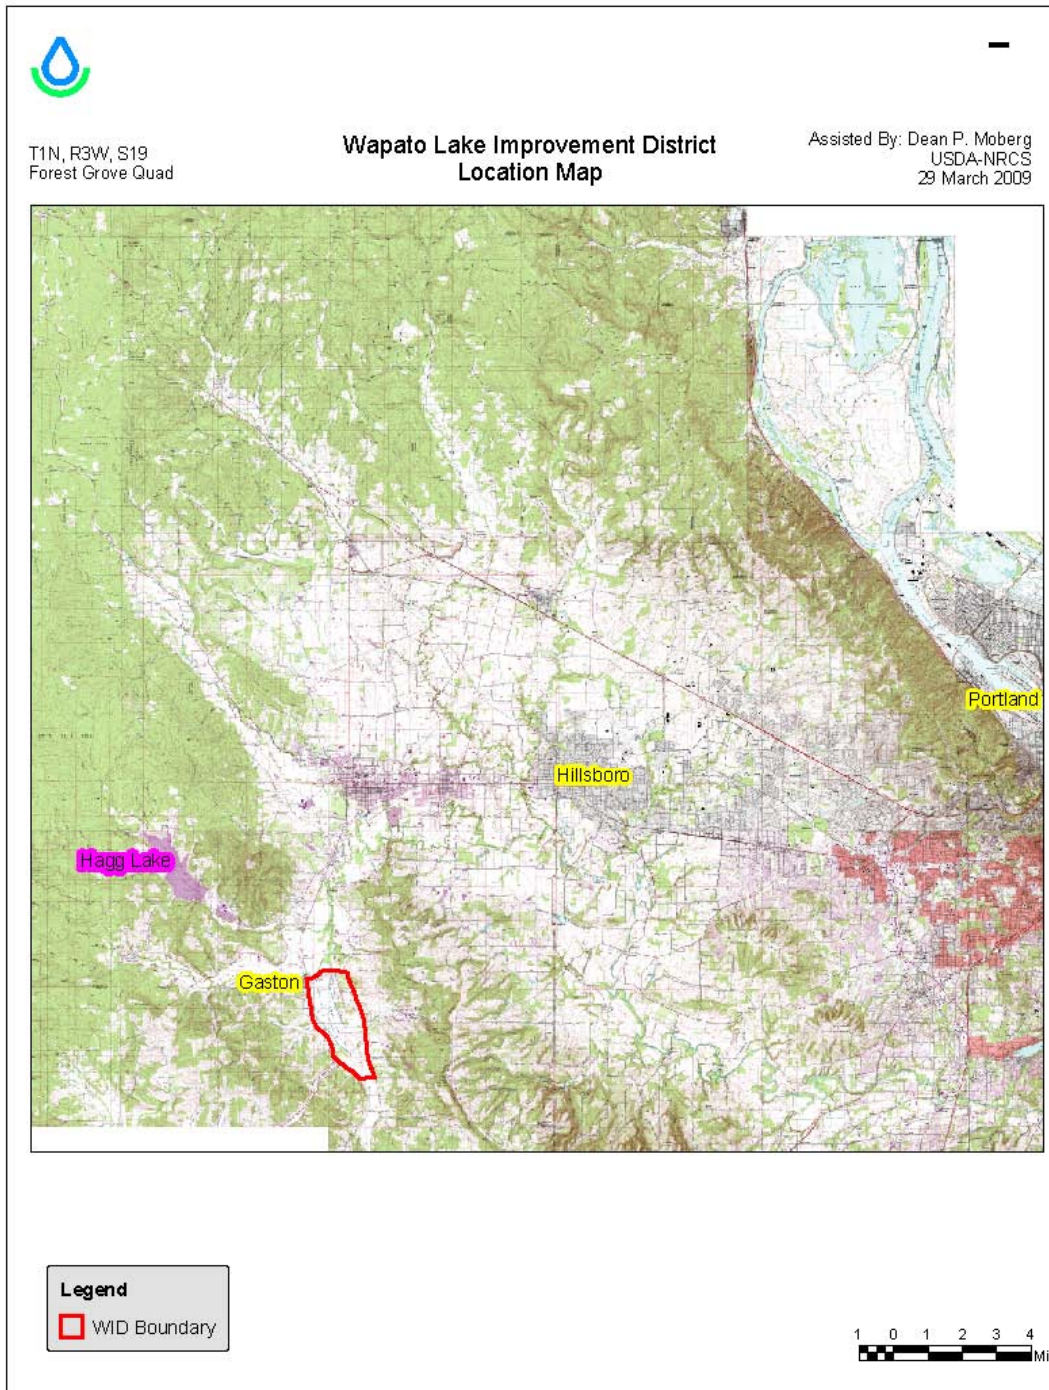 T1N, R3W, S19
Forest Grove Quad
Wapato Lake Improvement District
Location Map
Assisted By: Dean P. Moberg
USDA-NRCS
29 March 2009
Portland
Hillsboro
Hagg Lake
Gaston
Legend
WID Boundary
1 0 1 2 3 4
Mi